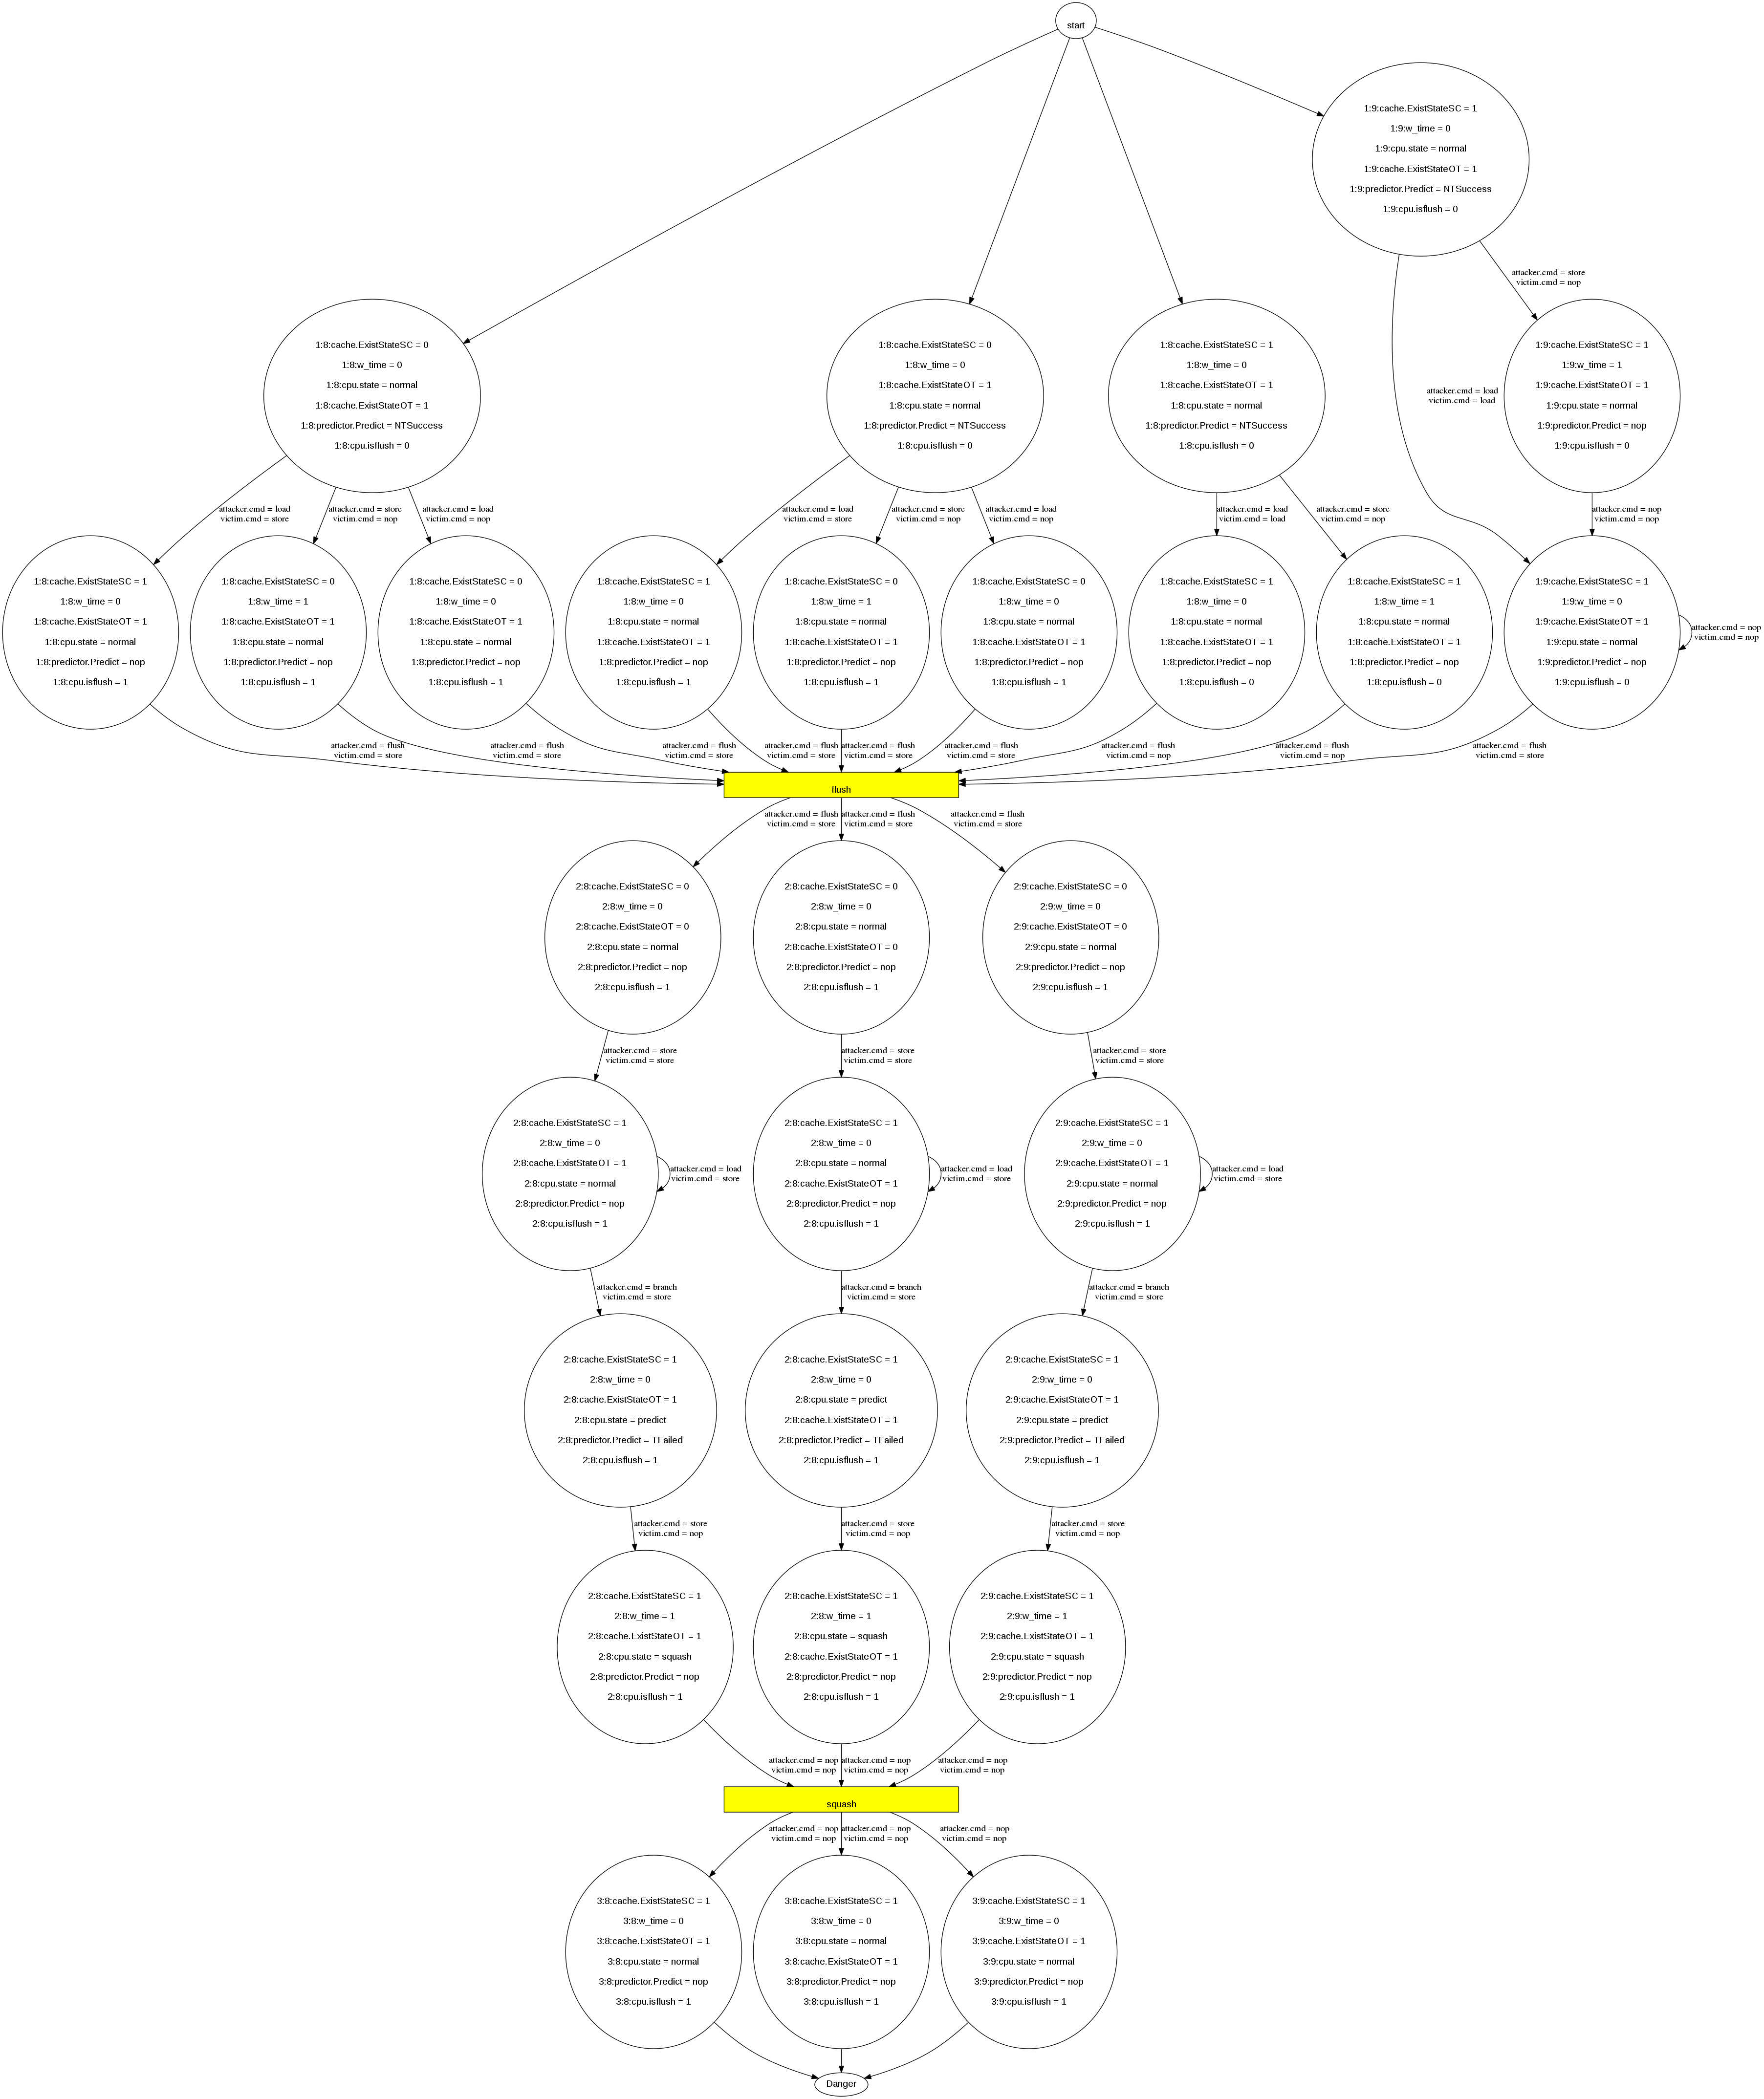 start
1:9:cache.ExistStateSC = 1
1:9:w_time = 0
1:9:cpu.state = normal
1:9:cache.ExistStateOT = 1
1:9:predictor.Predict = NTSuccess
1:9:cpu.isflush = 0
attacker.cmd = store
victim.cmd = nop
1:8:cache.ExistStateSC = 0
1:8:w_time = 0
1:8:cpu.state = normal
1:8:cache.ExistStateOT = 1
1:8:predictor.Predict = NTSuccess
1:8:cpu.isflush = 0
1:8:cache.ExistStateSC = 0
1:8:w_time = 0
1:8:cache.ExistStateOT = 1
1:8:cpu.state = normal
1:8:predictor.Predict = NTSuccess
1:8:cpu.isflush = 0
1:8:cache.ExistStateSC = 1
1:8:w_time = 0
1:8:cache.ExistStateOT = 1
1:8:cpu.state = normal
1:8:predictor.Predict = NTSuccess
1:8:cpu.isflush = 0
attacker.cmd = load
victim.cmd = load
1:9:cache.ExistStateSC = 1
1:9:w_time = 1
1:9:cache.ExistStateOT = 1
1:9:cpu.state = normal
1:9:predictor.Predict = nop
1:9:cpu.isflush = 0
attacker.cmd = load
victim.cmd = store
attacker.cmd = store
victim.cmd = nop
attacker.cmd = load
victim.cmd = nop
attacker.cmd = load
victim.cmd = store
attacker.cmd = store
victim.cmd = nop
attacker.cmd = load
victim.cmd = nop
attacker.cmd = load
victim.cmd = load
attacker.cmd = store
victim.cmd = nop
attacker.cmd = nop
victim.cmd = nop
1:8:cache.ExistStateSC = 1
1:8:w_time = 0
1:8:cache.ExistStateOT = 1
1:8:cpu.state = normal
1:8:predictor.Predict = nop
1:8:cpu.isflush = 1
1:8:cache.ExistStateSC = 0
1:8:w_time = 1
1:8:cache.ExistStateOT = 1
1:8:cpu.state = normal
1:8:predictor.Predict = nop
1:8:cpu.isflush = 1
1:8:cache.ExistStateSC = 0
1:8:w_time = 0
1:8:cache.ExistStateOT = 1
1:8:cpu.state = normal
1:8:predictor.Predict = nop
1:8:cpu.isflush = 1
1:8:cache.ExistStateSC = 1
1:8:w_time = 0
1:8:cpu.state = normal
1:8:cache.ExistStateOT = 1
1:8:predictor.Predict = nop
1:8:cpu.isflush = 1
1:8:cache.ExistStateSC = 0
1:8:w_time = 1
1:8:cpu.state = normal
1:8:cache.ExistStateOT = 1
1:8:predictor.Predict = nop
1:8:cpu.isflush = 1
1:8:cache.ExistStateSC = 0
1:8:w_time = 0
1:8:cpu.state = normal
1:8:cache.ExistStateOT = 1
1:8:predictor.Predict = nop
1:8:cpu.isflush = 1
1:8:cache.ExistStateSC = 1
1:8:w_time = 0
1:8:cpu.state = normal
1:8:cache.ExistStateOT = 1
1:8:predictor.Predict = nop
1:8:cpu.isflush = 0
1:8:cache.ExistStateSC = 1
1:8:w_time = 1
1:8:cpu.state = normal
1:8:cache.ExistStateOT = 1
1:8:predictor.Predict = nop
1:8:cpu.isflush = 0
1:9:cache.ExistStateSC = 1
1:9:w_time = 0
1:9:cache.ExistStateOT = 1
1:9:cpu.state = normal
1:9:predictor.Predict = nop
1:9:cpu.isflush = 0
attacker.cmd = nop
victim.cmd = nop
attacker.cmd = flush
victim.cmd = store
attacker.cmd = flush
victim.cmd = store
attacker.cmd = flush
victim.cmd = store
attacker.cmd = flush
victim.cmd = store
attacker.cmd = flush
victim.cmd = store
attacker.cmd = flush
victim.cmd = store
attacker.cmd = flush
victim.cmd = nop
attacker.cmd = flush
victim.cmd = nop
attacker.cmd = flush
victim.cmd = store
flush
attacker.cmd = flush
victim.cmd = store
attacker.cmd = flush
victim.cmd = store
attacker.cmd = flush
victim.cmd = store
2:8:cache.ExistStateSC = 0
2:8:w_time = 0
2:8:cache.ExistStateOT = 0
2:8:cpu.state = normal
2:8:predictor.Predict = nop
2:8:cpu.isflush = 1
2:8:cache.ExistStateSC = 0
2:8:w_time = 0
2:8:cpu.state = normal
2:8:cache.ExistStateOT = 0
2:8:predictor.Predict = nop
2:8:cpu.isflush = 1
2:9:cache.ExistStateSC = 0
2:9:w_time = 0
2:9:cache.ExistStateOT = 0
2:9:cpu.state = normal
2:9:predictor.Predict = nop
2:9:cpu.isflush = 1
attacker.cmd = store
victim.cmd = store
attacker.cmd = store
victim.cmd = store
attacker.cmd = store
victim.cmd = store
2:8:cache.ExistStateSC = 1
2:8:w_time = 0
2:8:cache.ExistStateOT = 1
2:8:cpu.state = normal
2:8:predictor.Predict = nop
2:8:cpu.isflush = 1
attacker.cmd = load
victim.cmd = store
2:8:cache.ExistStateSC = 1
2:8:w_time = 0
2:8:cpu.state = normal
2:8:cache.ExistStateOT = 1
2:8:predictor.Predict = nop
2:8:cpu.isflush = 1
attacker.cmd = load
victim.cmd = store
2:9:cache.ExistStateSC = 1
2:9:w_time = 0
2:9:cache.ExistStateOT = 1
2:9:cpu.state = normal
2:9:predictor.Predict = nop
2:9:cpu.isflush = 1
attacker.cmd = load
victim.cmd = store
attacker.cmd = branch
victim.cmd = store
attacker.cmd = branch
victim.cmd = store
attacker.cmd = branch
victim.cmd = store
2:8:cache.ExistStateSC = 1
2:8:w_time = 0
2:8:cache.ExistStateOT = 1
2:8:cpu.state = predict
2:8:predictor.Predict = TFailed
2:8:cpu.isflush = 1
2:8:cache.ExistStateSC = 1
2:8:w_time = 0
2:8:cpu.state = predict
2:8:cache.ExistStateOT = 1
2:8:predictor.Predict = TFailed
2:8:cpu.isflush = 1
2:9:cache.ExistStateSC = 1
2:9:w_time = 0
2:9:cache.ExistStateOT = 1
2:9:cpu.state = predict
2:9:predictor.Predict = TFailed
2:9:cpu.isflush = 1
attacker.cmd = store
victim.cmd = nop
attacker.cmd = store
victim.cmd = nop
attacker.cmd = store
victim.cmd = nop
2:8:cache.ExistStateSC = 1
2:8:w_time = 1
2:8:cache.ExistStateOT = 1
2:8:cpu.state = squash
2:8:predictor.Predict = nop
2:8:cpu.isflush = 1
2:8:cache.ExistStateSC = 1
2:8:w_time = 1
2:8:cpu.state = squash
2:8:cache.ExistStateOT = 1
2:8:predictor.Predict = nop
2:8:cpu.isflush = 1
2:9:cache.ExistStateSC = 1
2:9:w_time = 1
2:9:cache.ExistStateOT = 1
2:9:cpu.state = squash
2:9:predictor.Predict = nop
2:9:cpu.isflush = 1
attacker.cmd = nop
victim.cmd = nop
attacker.cmd = nop
victim.cmd = nop
attacker.cmd = nop
victim.cmd = nop
squash
attacker.cmd = nop
victim.cmd = nop
attacker.cmd = nop
victim.cmd = nop
attacker.cmd = nop
victim.cmd = nop
3:8:cache.ExistStateSC = 1
3:8:w_time = 0
3:8:cache.ExistStateOT = 1
3:8:cpu.state = normal
3:8:predictor.Predict = nop
3:8:cpu.isflush = 1
3:8:cache.ExistStateSC = 1
3:8:w_time = 0
3:8:cpu.state = normal
3:8:cache.ExistStateOT = 1
3:8:predictor.Predict = nop
3:8:cpu.isflush = 1
3:9:cache.ExistStateSC = 1
3:9:w_time = 0
3:9:cache.ExistStateOT = 1
3:9:cpu.state = normal
3:9:predictor.Predict = nop
3:9:cpu.isflush = 1
Danger